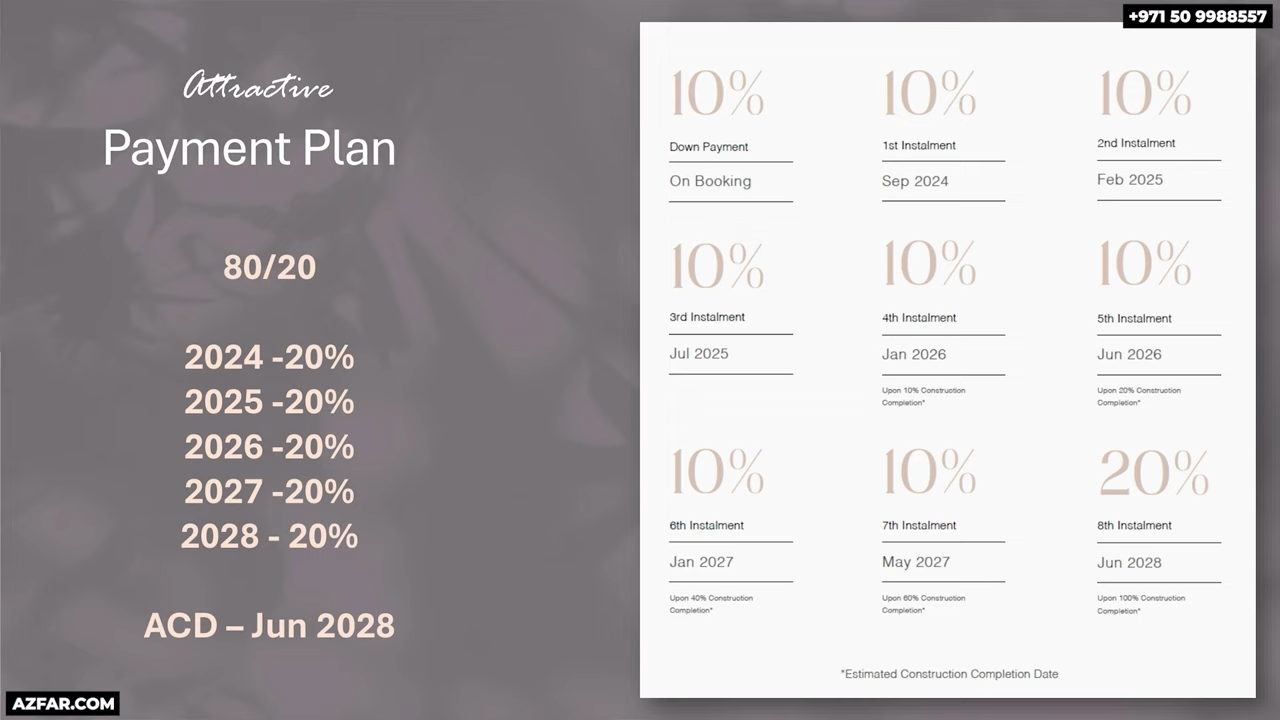 +971 50 9988557
Attractive
Payment Plan
80/20
2024 -20%
2025 -20%
2026 -20%
2027 -20%
2028 - 20%
ACD – Jun 2028
10%
Down Payment
On Booking
10%
1st Instalment
Sep 2024
10%
2nd Instalment
Feb 2025
10%
3rd Instalment
Jul 2025
10%
4th Instalment
Jan 2026
Upon 10% Construction
Completion*
10%
5th Instalment
Jun 2026
Upon 20% Construction
Completion*
10%
6th Instalment
Jan 2027
Upon 40% Construction
Completion*
10%
7th Instalment
May 2027
Upon 60% Construction
Completion*
20%
8th Instalment
Jun 2028
Upon 100% Construction
Completion*
*Estimated Construction Completion Date
AZFAR.COM